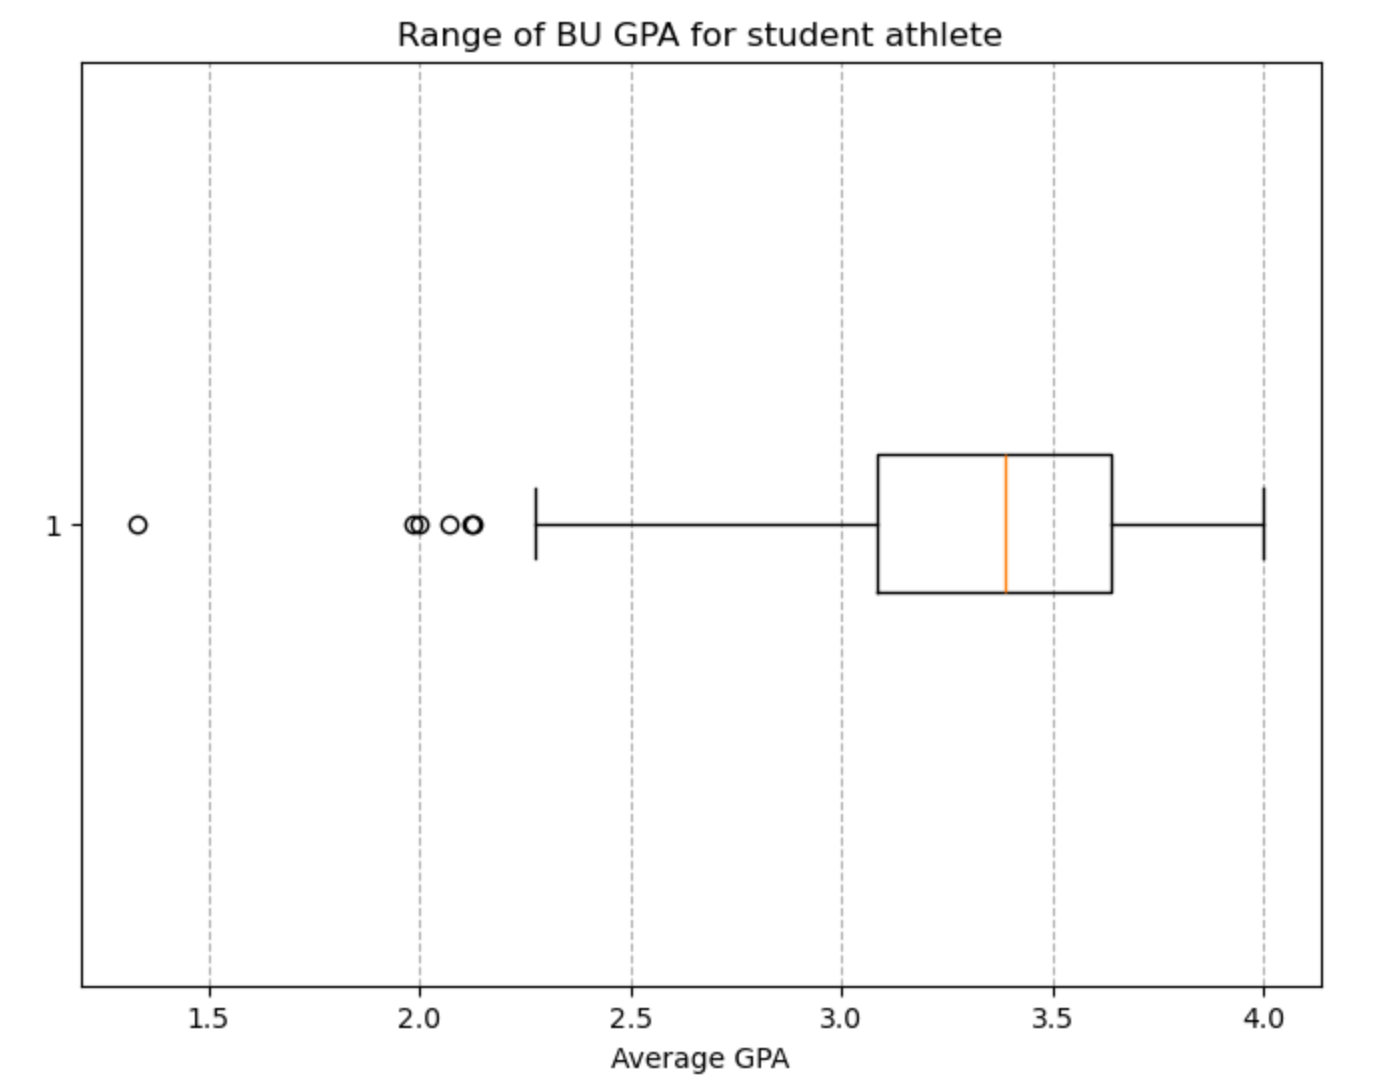 Range of BU GPA for student athlete
1
1.5 2.0 2.5 3.0 3.5 4.0
Average GPA